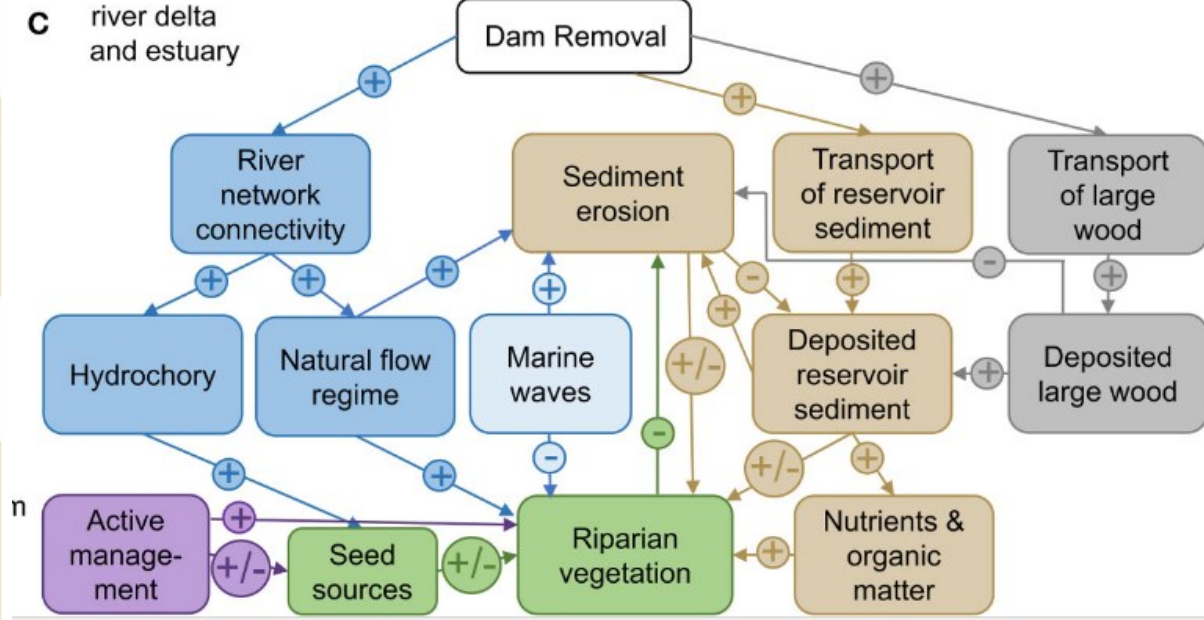 C
river delta
and estuary
Dam Removal
+
+
+
River
network
connectivity
Sediment
erosion
Transport
of reservoir
sediment
Transport
of large
wood
+
+
+
+
-
+
+
-
+
Hydrochory
Natural flow
regime
Marine
waves
+/-
Deposited
reservoir
sediment
+
Deposited
large wood
+
+
-
-
+/-
+
m
Active
manage-
ment
+
+/-
Seed
sources
+/-
Riparian
vegetation
+
Nutrients &
organic
matter